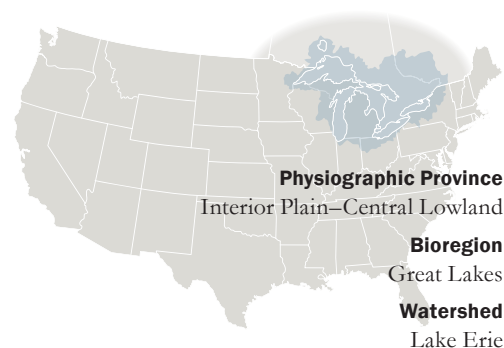 Physiographic Province
Interior Plain–Central Lowland
Bioregion
Great Lakes
Watershed
Lake Erie